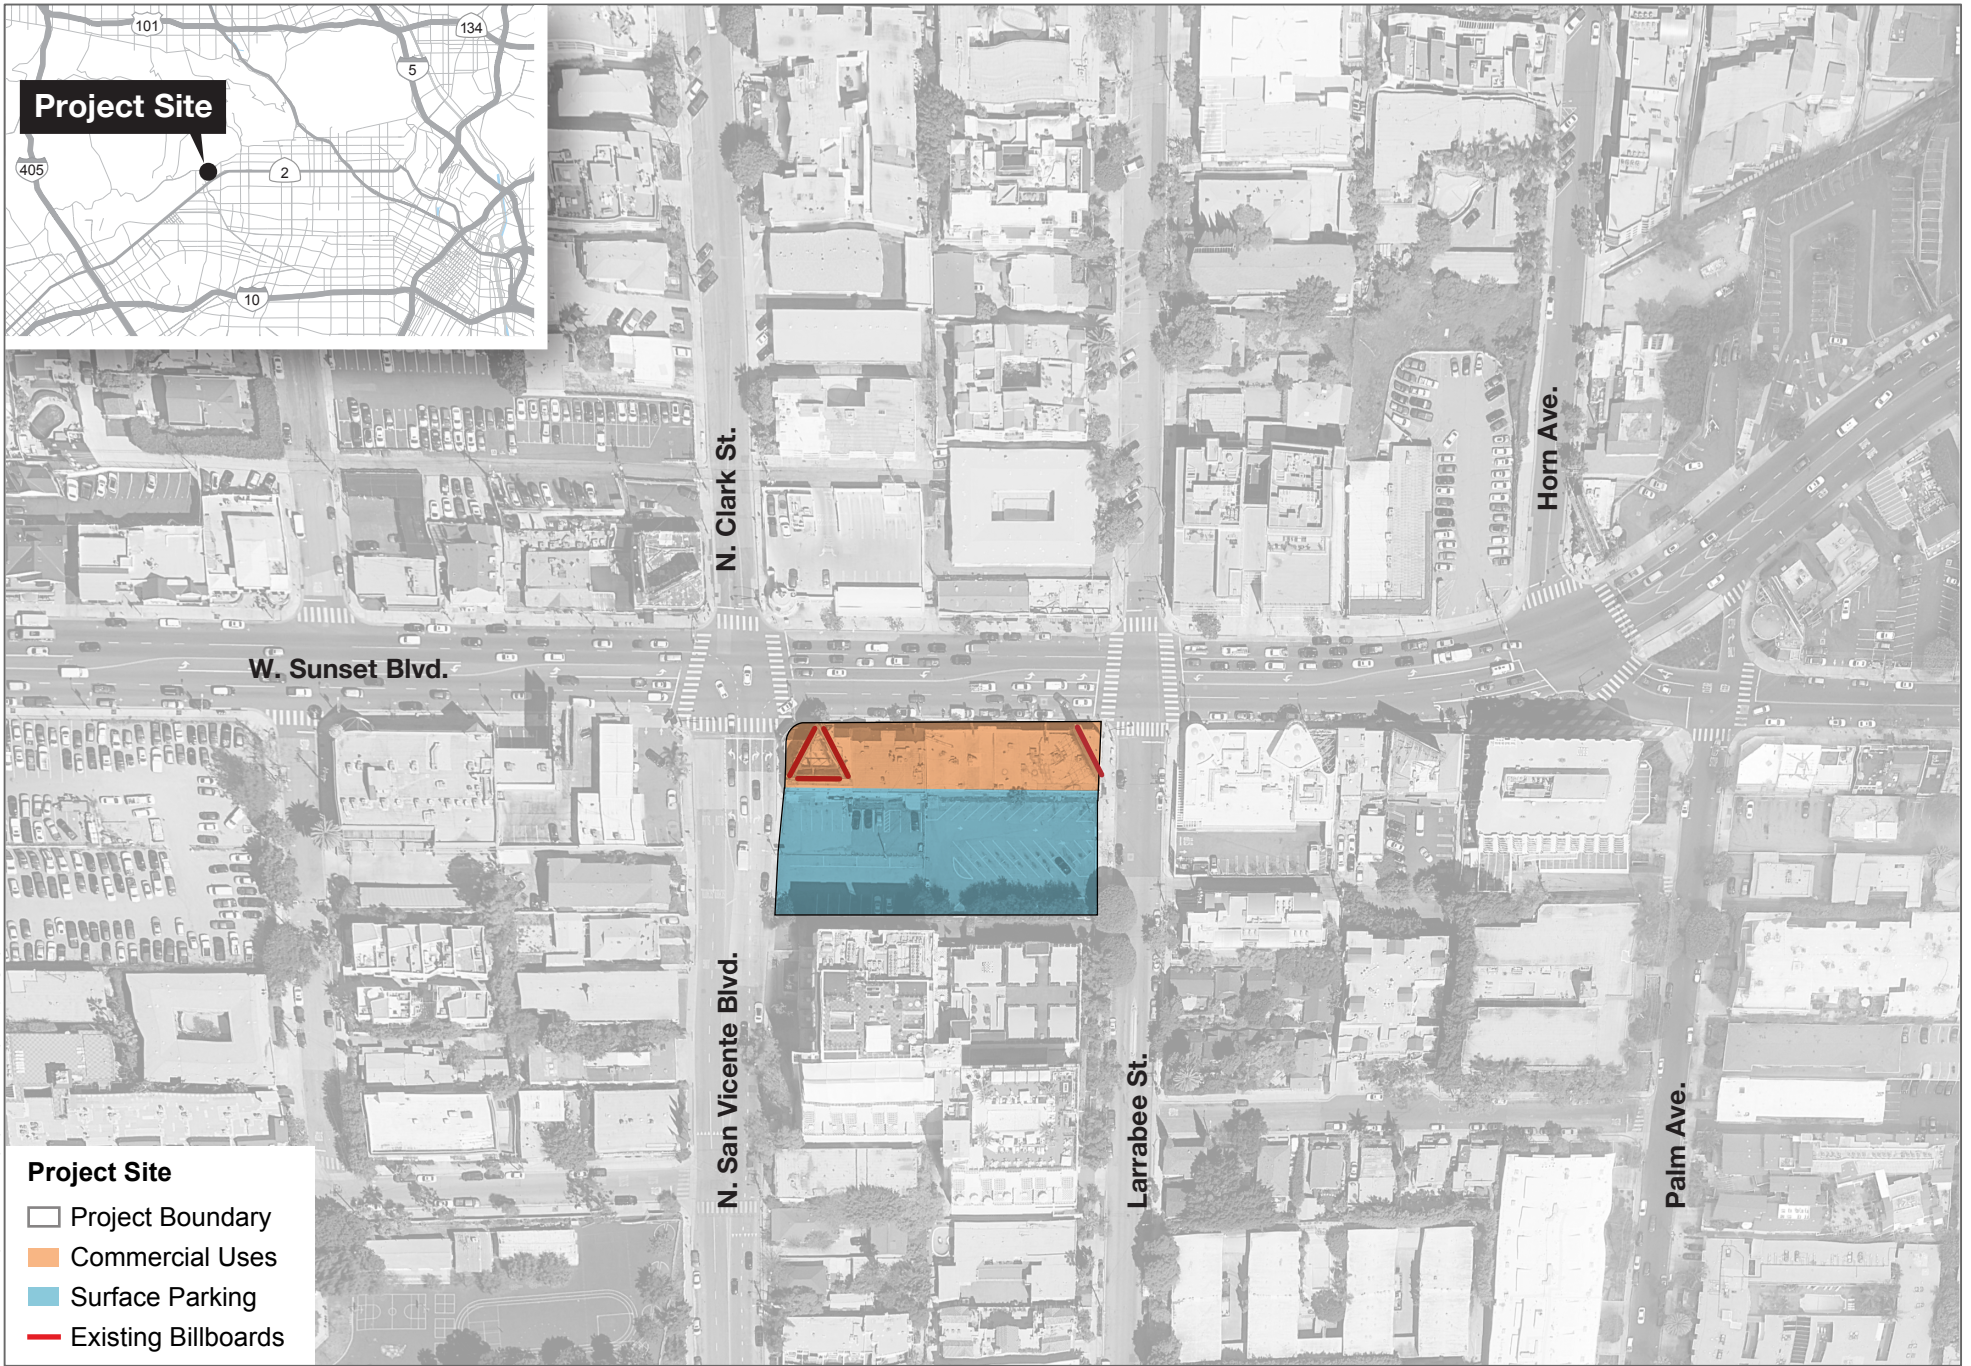 101
134
5
Project Site
405
2
10
N. Clark St.
Horn Ave.
W. Sunset Blvd.
N. San Vicente Blvd.
Larrabee St.
Palm Ave.
Project Site
Project Boundary
Commercial Uses
Surface Parking
Existing Billboards